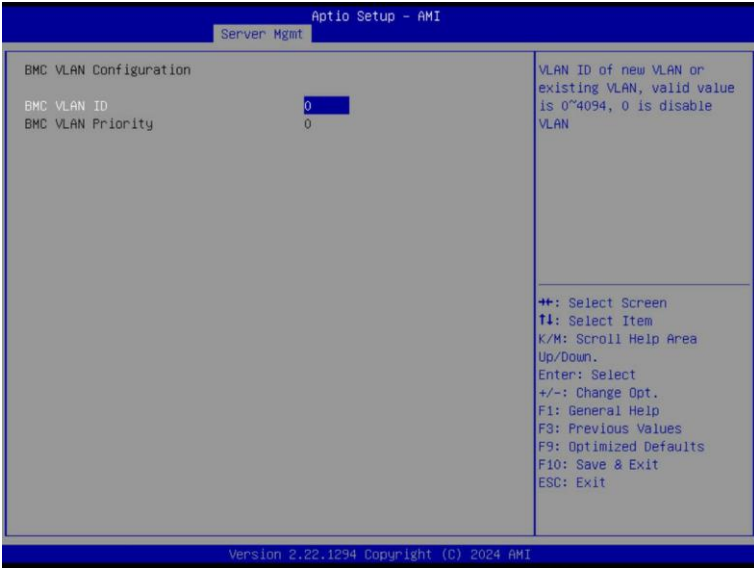 Aptio Setup - AMI
Server Mgmt
BMC VLAN Configuration
BMC VLAN ID 0
BMC VLAN Priority 0
VLAN ID of new VLAN or
existing VLAN, valid value
is 0~4094, 0 is disable
VLAN
→←: Select Screen
↑↓: Select Item
K/M: Scroll Help Area
Up/Down.
Enter: Select
+/-: Change Opt.
F1: General Help
F3: Previous Values
F9: Optimized Defaults
F10: Save & Exit
ESC: Exit
Version 2.22.1294 Copyright (C) 2024 AMI